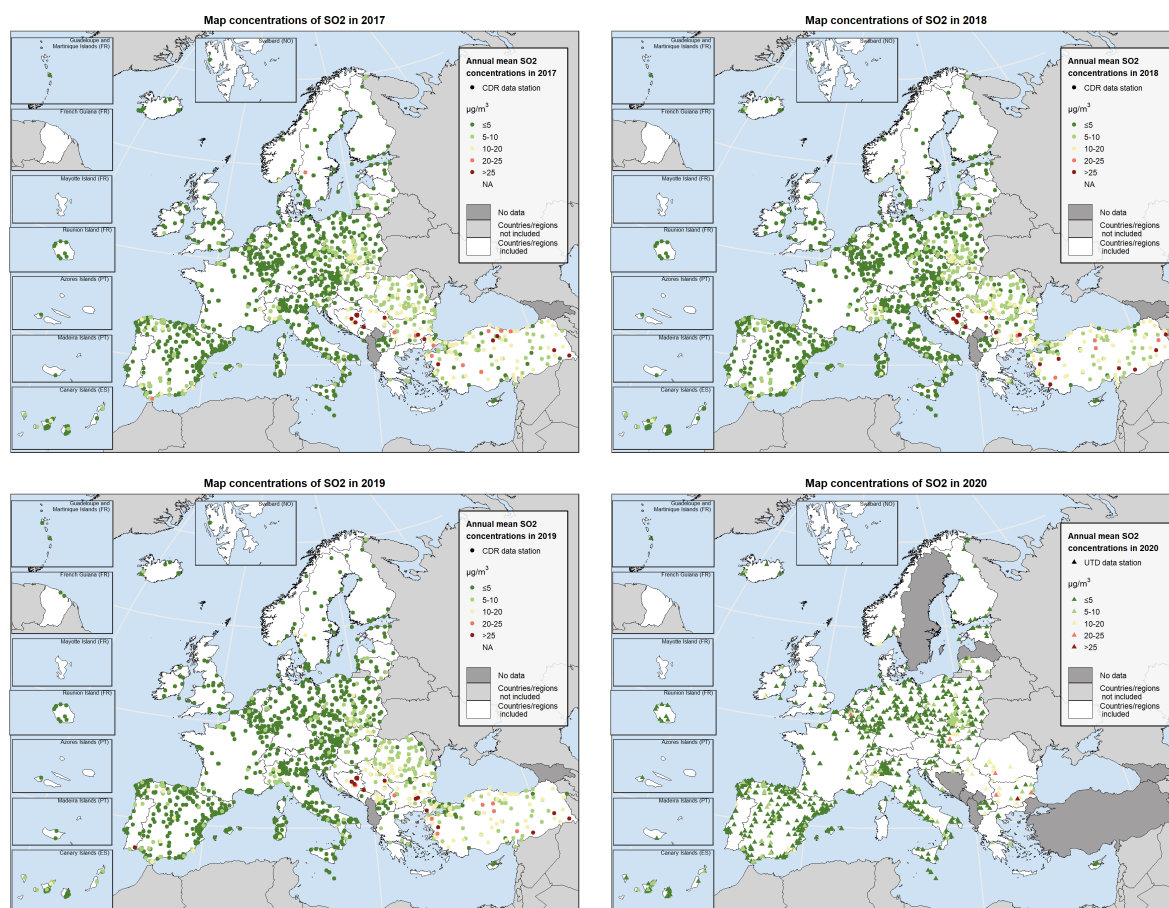 Map concentrations of SO2 in 2017
Guadeloupe and
Martinique Islands (FR)
French Guiana (FR)
Mayotte Island (FR)
Reunion Island (FR)
Azores Islands (PT)
Madeira Islands (PT)
Canary Islands (ES)
Svalbard (NO)
Annual mean SO2
concentrations in 2017
CDR data station
µg/m³
≤5
5-10
10-20
20-25
>25
NA
No data
Countries/regions
not included
Countries/regions
included
Map concentrations of SO2 in 2018
Guadeloupe and
Martinique Islands (FR)
French Guiana (FR)
Mayotte Island (FR)
Reunion Island (FR)
Azores Islands (PT)
Madeira Islands (PT)
Canary Islands (ES)
Svalbard (NO)
Annual mean SO2
concentrations in 2018
CDR data station
µg/m³
≤5
5-10
10-20
20-25
>25
NA
No data
Countries/regions
not included
Countries/regions
included
Map concentrations of SO2 in 2019
Guadeloupe and
Martinique Islands (FR)
French Guiana (FR)
Mayotte Island (FR)
Reunion Island (FR)
Azores Islands (PT)
Madeira Islands (PT)
Canary Islands (ES)
Svalbard (NO)
Annual mean SO2
concentrations in 2019
CDR data station
µg/m³
≤5
5-10
10-20
20-25
>25
NA
No data
Countries/regions
not included
Countries/regions
included
Map concentrations of SO2 in 2020
Guadeloupe and
Martinique Islands (FR)
French Guiana (FR)
Mayotte Island (FR)
Reunion Island (FR)
Azores Islands (PT)
Madeira Islands (PT)
Canary Islands (ES)
Svalbard (NO)
Annual mean SO2
concentrations in 2020
UTD data station
µg/m³
≤5
5-10
10-20
20-25
>25
No data
Countries/regions
not included
Countries/regions
included